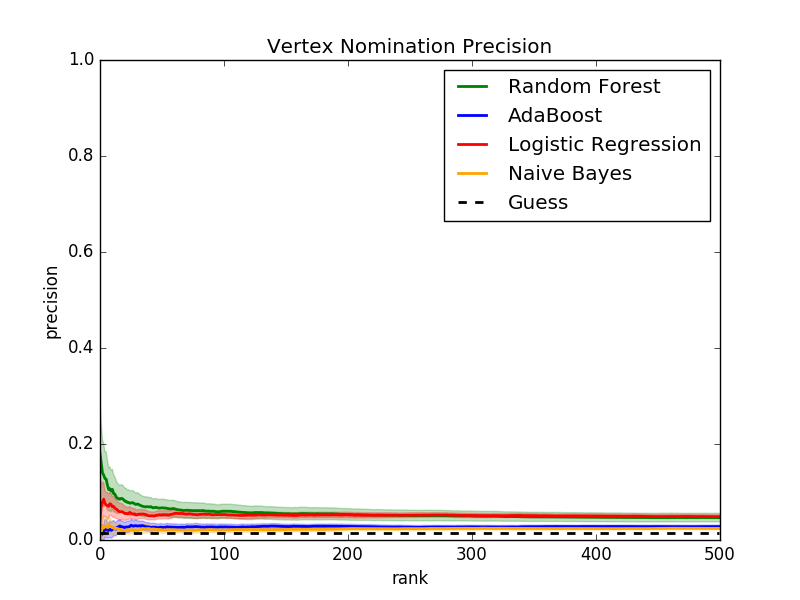 Vertex Nomination Precision
1.0
0.8
0.6
0.4
0.2
0.0
precision
Random Forest
AdaBoost
Logistic Regression
Naive Bayes
Guess
0 100 200 300 400 500
rank